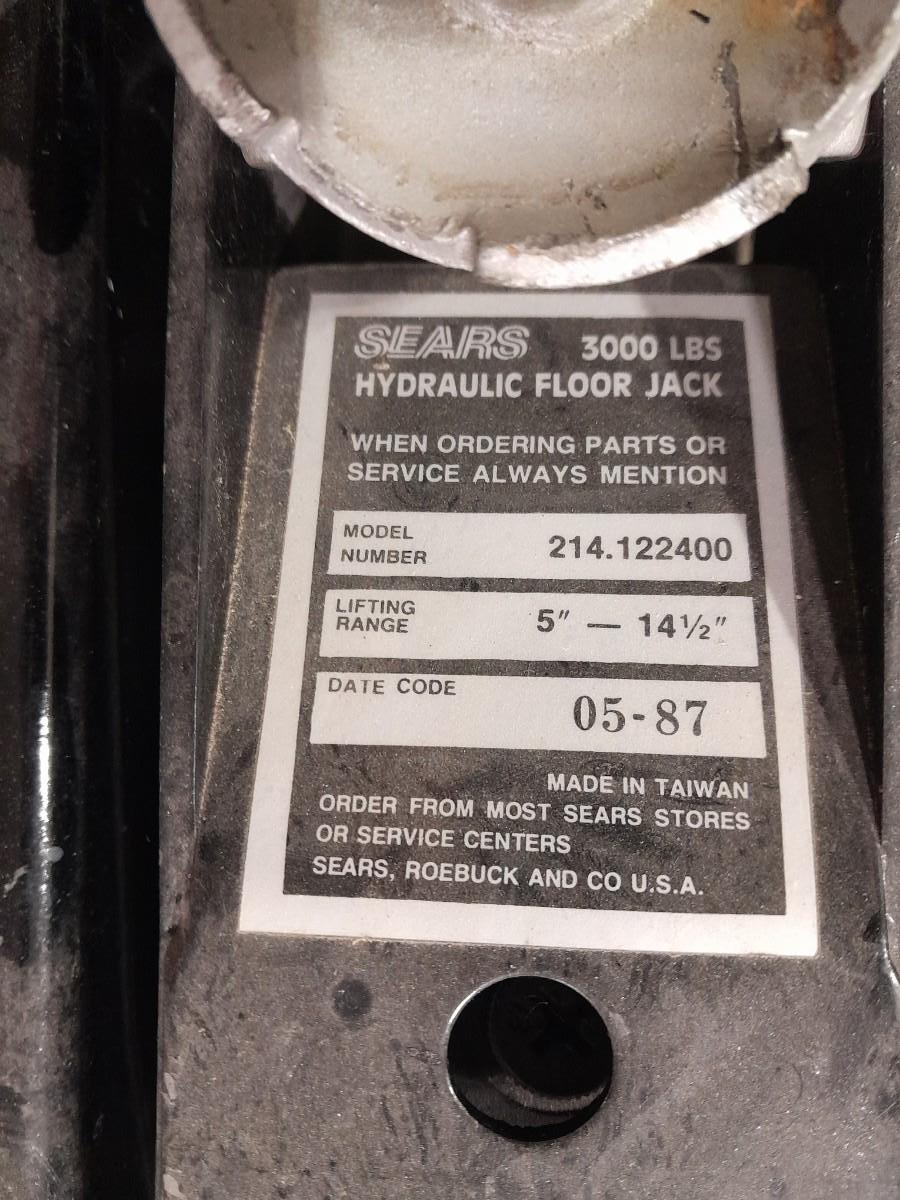 SEARS 3000 LBS
HYDRAULIC FLOOR JACK
WHEN ORDERING PARTS OR
SERVICE ALWAYS MENTION
MODEL
NUMBER 214.122400
LIFTING
RANGE 5" — 14½"
DATE CODE 05-87
MADE IN TAIWAN
ORDER FROM MOST SEARS STORES
OR SERVICE CENTERS
SEARS, ROEBUCK AND CO U.S.A.